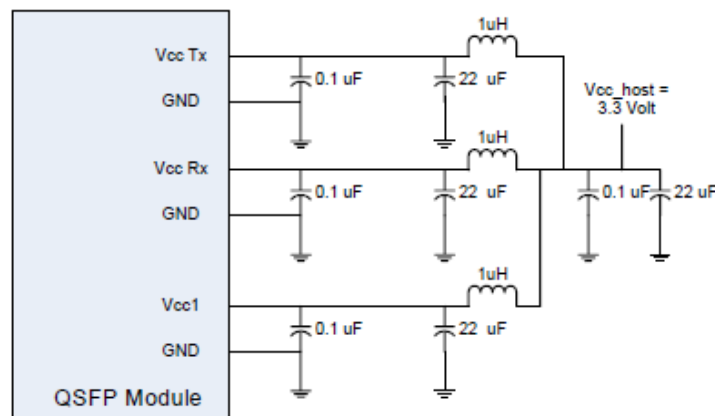 1uH
Vcc Tx
0.1 uF
22 uF
GND
Vcc_host =
3.3 Volt
1uH
Vcc Rx
0.1 uF
22 uF
0.1 uF
22 uF
GND
1uH
Vcc1
0.1 uF
22 uF
GND
QSFP Module